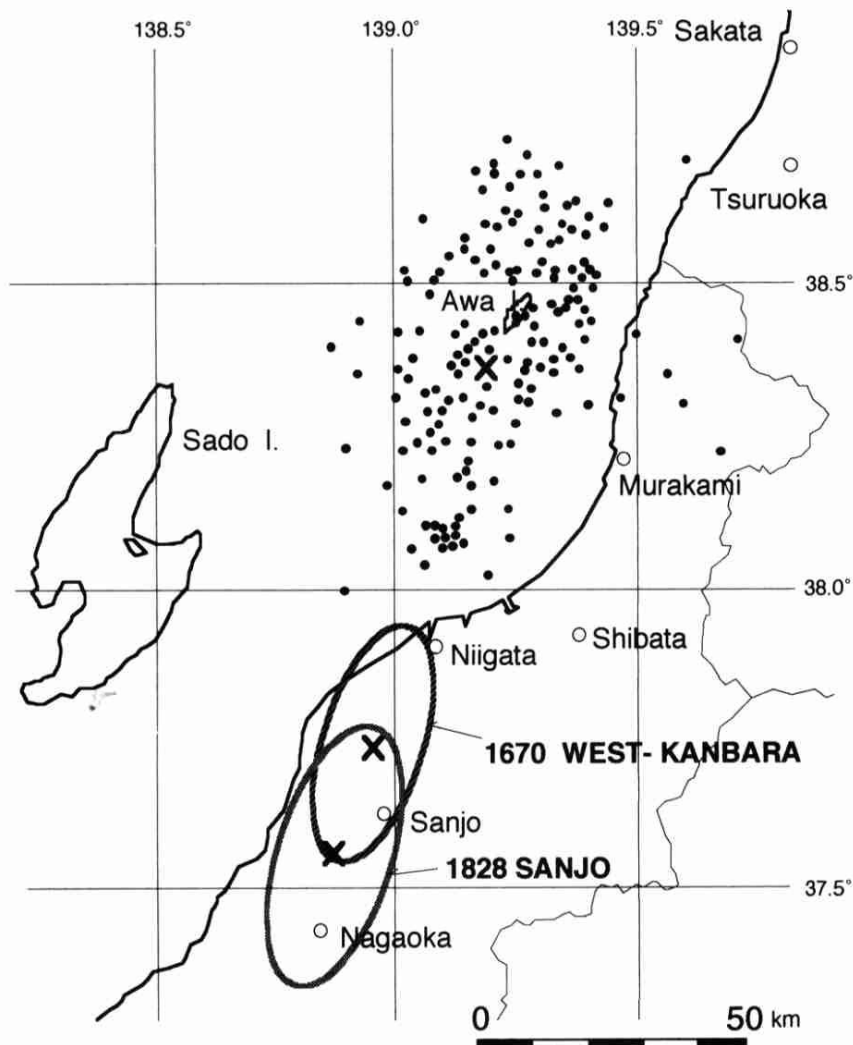 138.5°
139.0°
139.5°
Sakata
Tsuruoka
38.5°
Awa I.
Sado I.
Murakami
38.0°
Niigata
Shibata
1670 WEST- KANBARA
Sanjo
1828 SANJO
37.5°
Nagaoka
0 50 km